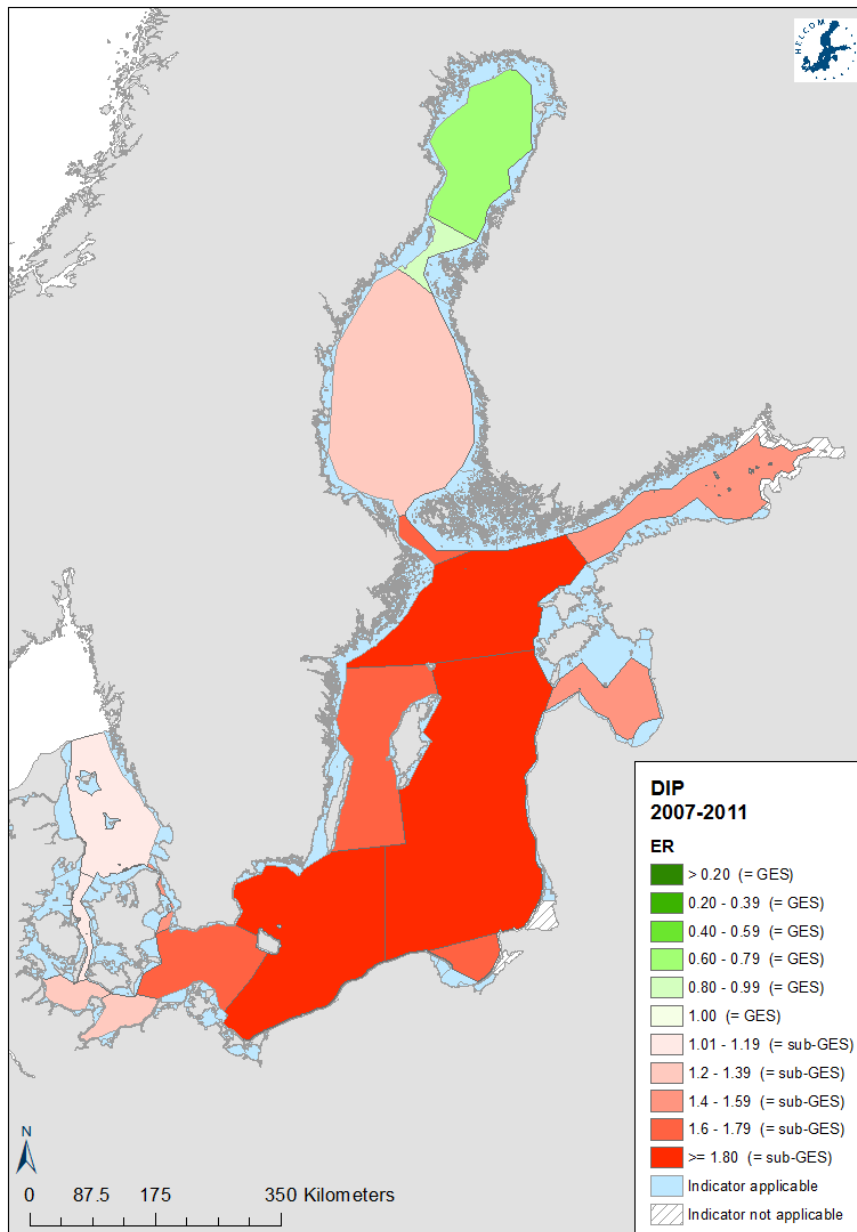 HELCOM
DIP
2007-2011
ER
> 0.20 (= GES)
0.20 - 0.39 (= GES)
0.40 - 0.59 (= GES)
0.60 - 0.79 (= GES)
0.80 - 0.99 (= GES)
1.00 (= GES)
1.01 - 1.19 (= sub-GES)
1.2 - 1.39 (= sub-GES)
1.4 - 1.59 (= sub-GES)
1.6 - 1.79 (= sub-GES)
>= 1.80 (= sub-GES)
Indicator applicable
Indicator not applicable
N
0 87.5 175 350 Kilometers